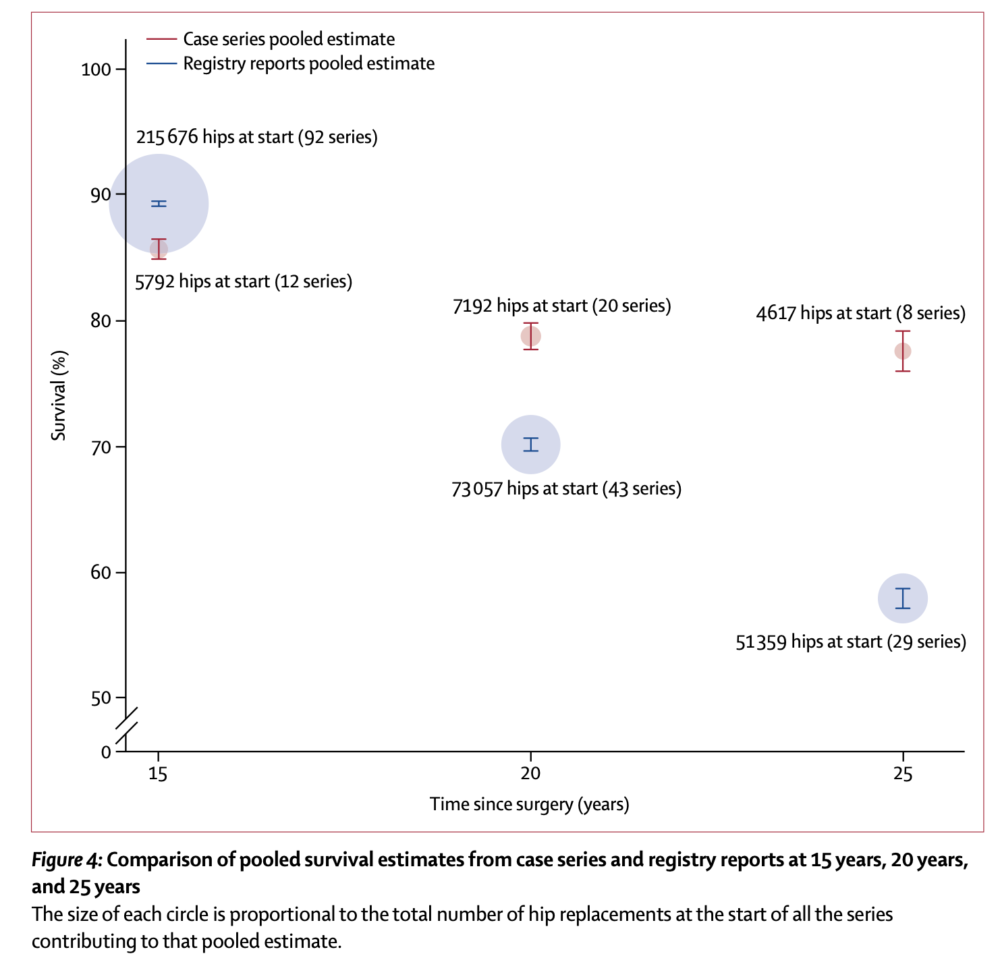 Case series pooled estimate
Registry reports pooled estimate
100
215 676 hips at start (92 series)
90
5792 hips at start (12 series)
7192 hips at start (20 series)
4617 hips at start (8 series)
80
Survival (%)
70
73 057 hips at start (43 series)
60
51 359 hips at start (29 series)
50
0
15
20
25
Time since surgery (years)
Figure 4: Comparison of pooled survival estimates from case series and registry reports at 15 years, 20 years,
and 25 years
The size of each circle is proportional to the total number of hip replacements at the start of all the series
contributing to that pooled estimate.